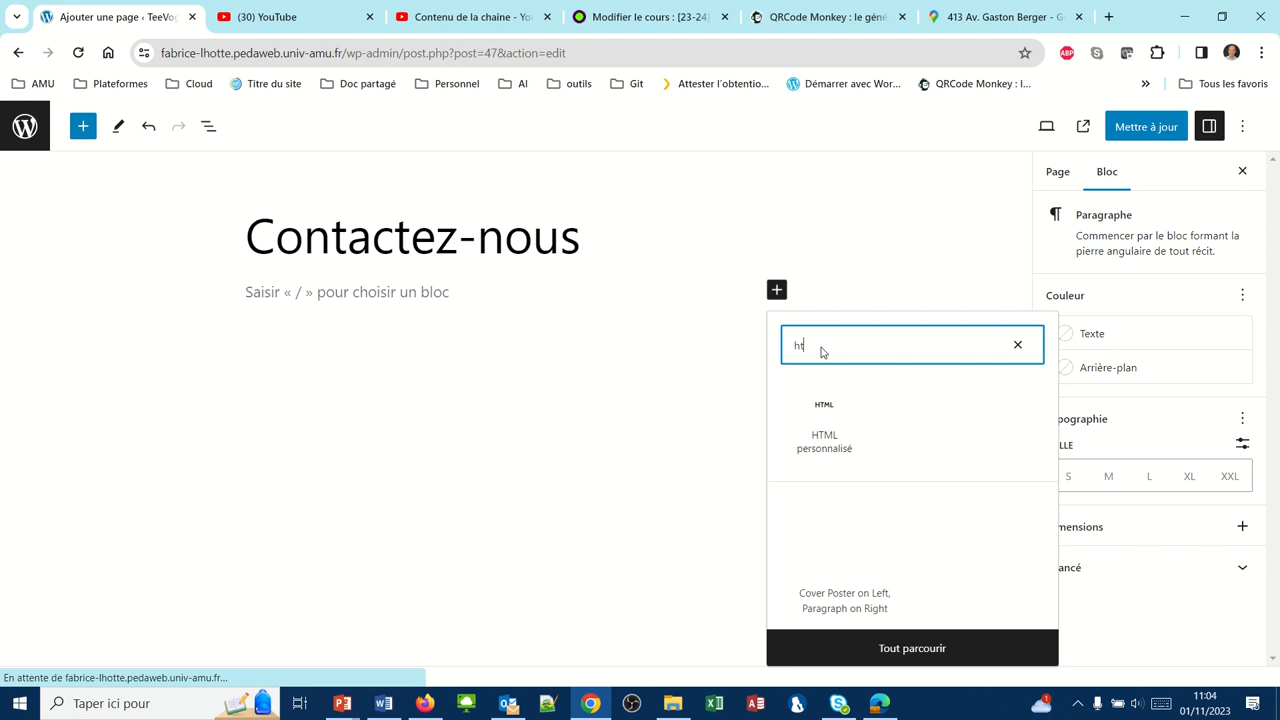 Ajouter une page ‹ TeeVog
(30) YouTube
Contenu de la chaîne - Yo
Modifier le cours : [23-24]
QRCode Monkey : le géné
413 Av. Gaston Berger - G
fabrice-lhotte.pedaweb.univ-amu.fr/wp-admin/post.php?post=47&action=edit
ABP
AMU
Plateformes
Cloud
Titre du site
Doc partagé
Personnel
AI
outils
Git
Attester l'obtentio...
Démarrer avec Wor...
QRCode Monkey : l...
»
Tous les favoris
Mettre à jour
Page
Bloc
Contactez-nous
Saisir « / » pour choisir un bloc
Paragraphe
Commencer par le bloc formant la
pierre angulaire de tout récit.
Couleur
Texte
Arrière-plan
ht
HTML
HTML
personnalisé
pographie
LLE
S M L XL XXL
mensions
ancé
Cover Poster on Left,
Paragraph on Right
Tout parcourir
En attente de fabrice-lhotte.pedaweb.univ-amu.fr...
Taper ici pour
11:04
01/11/2023